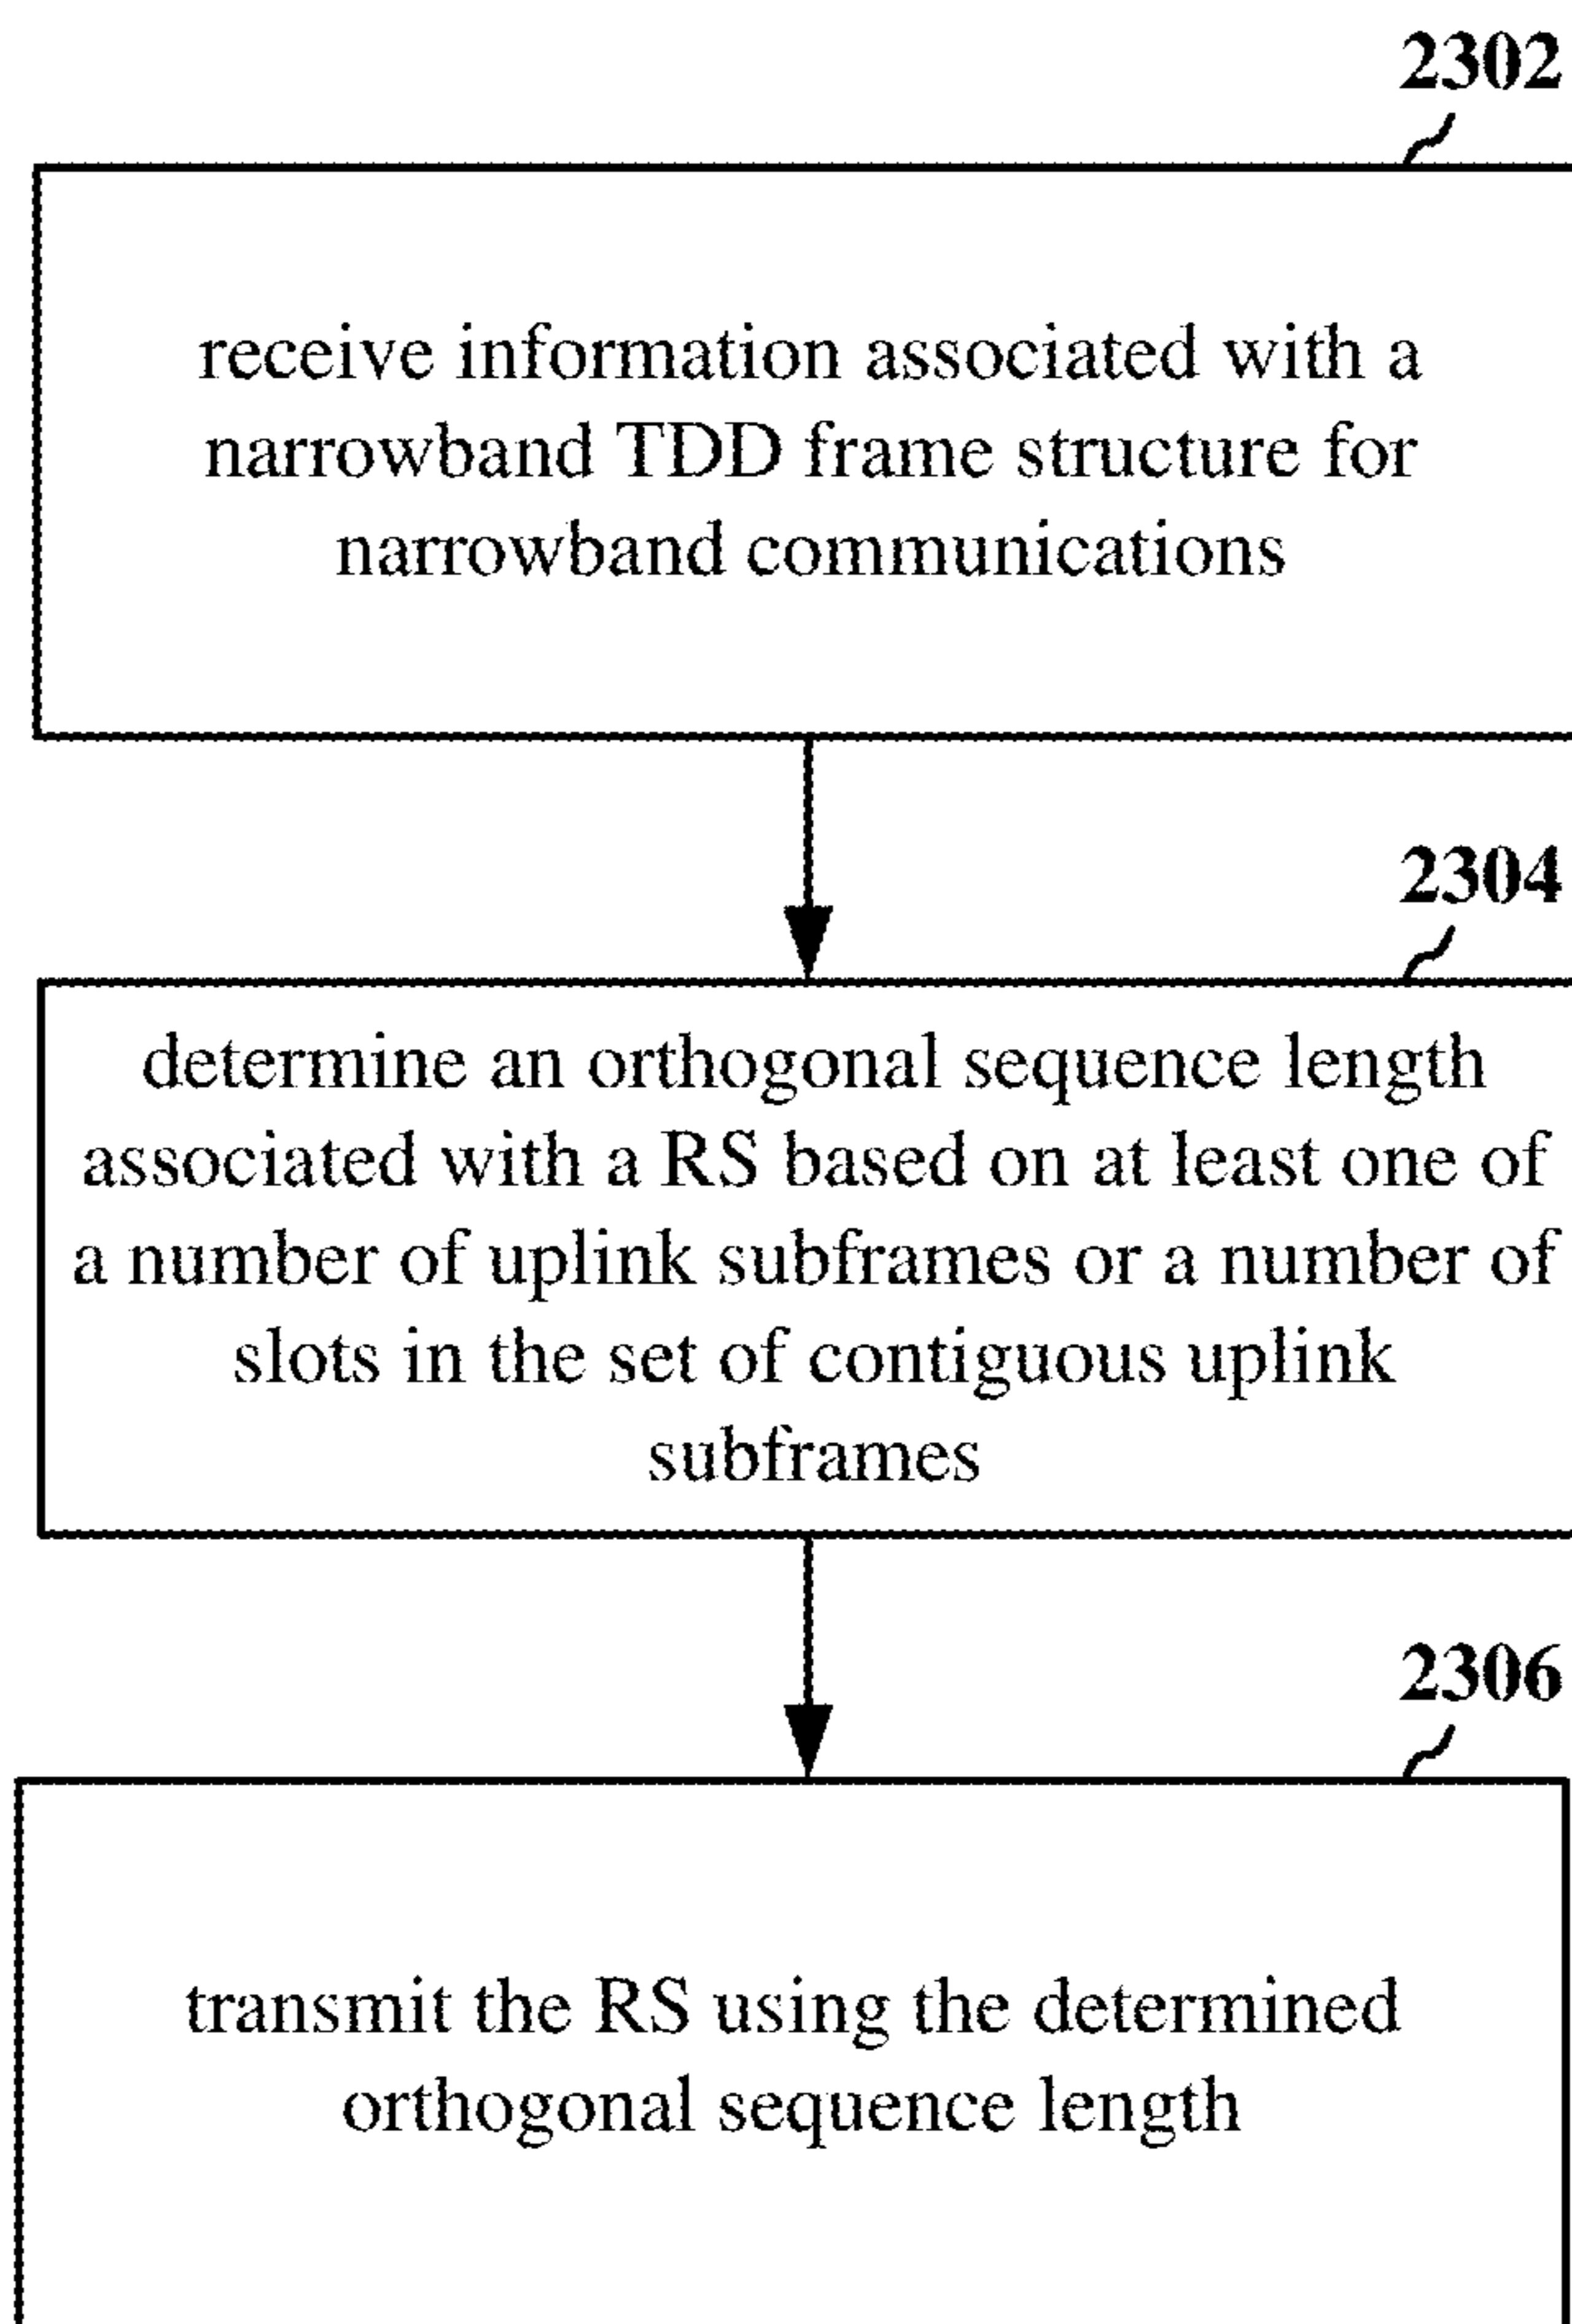 2302
receive information associated with a
narrowband TDD frame structure for
narrowband communications
2304
determine an orthogonal sequence length
associated with a RS based on at least one of
a number of uplink subframes or a number of
slots in the set of contiguous uplink
subframes
2306
transmit the RS using the determined
orthogonal sequence length